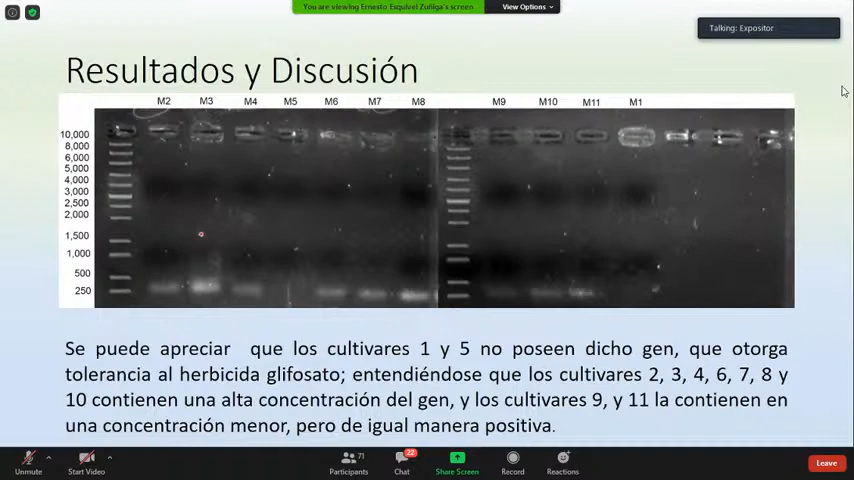 You are viewing Ernesto Esquivel Zuñiga's screen
View Options
Talking: Expositor
Resultados y Discusión
M2 M3 M4 M5 M6 M7 M8 M9 M10 M11 M1
10,000
8,000
6,000
5,000
4,000
3,000
2,500
2,000
1,500
1,000
500
250
Se puede apreciar que los cultivares 1 y 5 no poseen dicho gen, que otorga
tolerancia al herbicida glifosato; entendiéndose que los cultivares 2, 3, 4, 6, 7, 8 y
10 contienen una alta concentración del gen, y los cultivares 9, y 11 la contienen en
una concentración menor, pero de igual manera positiva.
71
22
Unmute Start Video Participants Chat Share Screen Record Reactions Leave